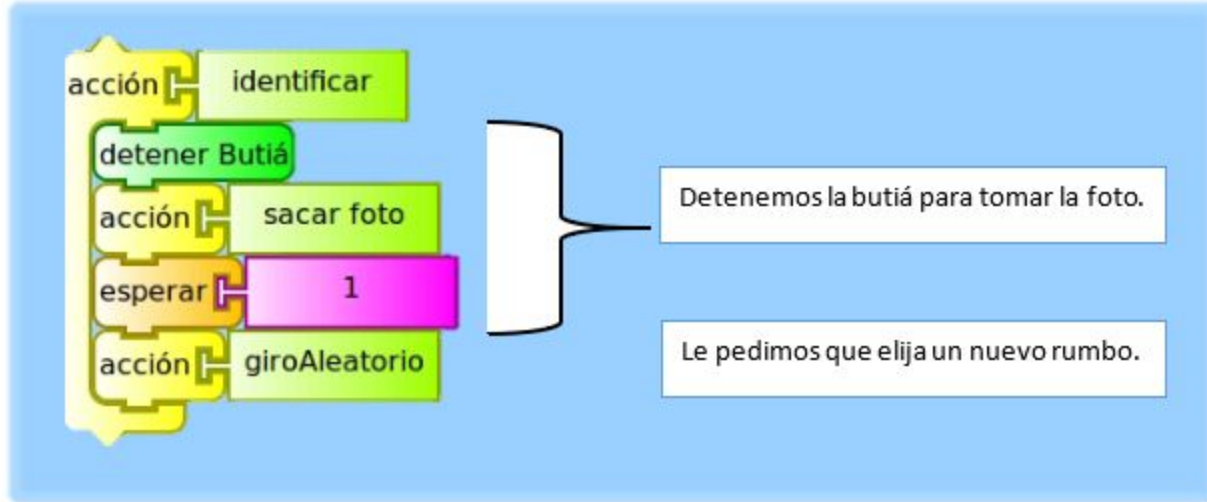 acción identificar
detener Butiá
acción sacar foto
esperar 1
acción giroAleatorio
Detenemos la butiá para tomar la foto.
Le pedimos que elija un nuevo rumbo.